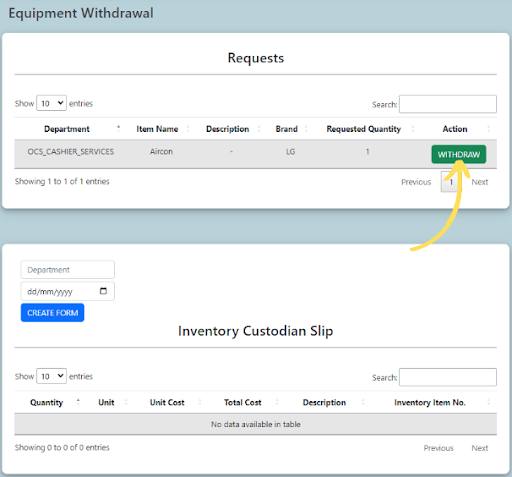 Equipment Withdrawal
Requests
Show 10 entries
Search:
Department Item Name Description Brand Requested Quantity Action
OCS_CASHIER_SERVICES Aircon - LG 1 WITHDRAW
Showing 1 to 1 of 1 entries
Previous 1 Next
Department
dd/mm/yyyy
CREATE FORM
Inventory Custodian Slip
Show 10 entries
Search:
Quantity Unit Unit Cost Total Cost Description Inventory Item No.
No data available in table
Showing 0 to 0 of 0 entries
Previous Next